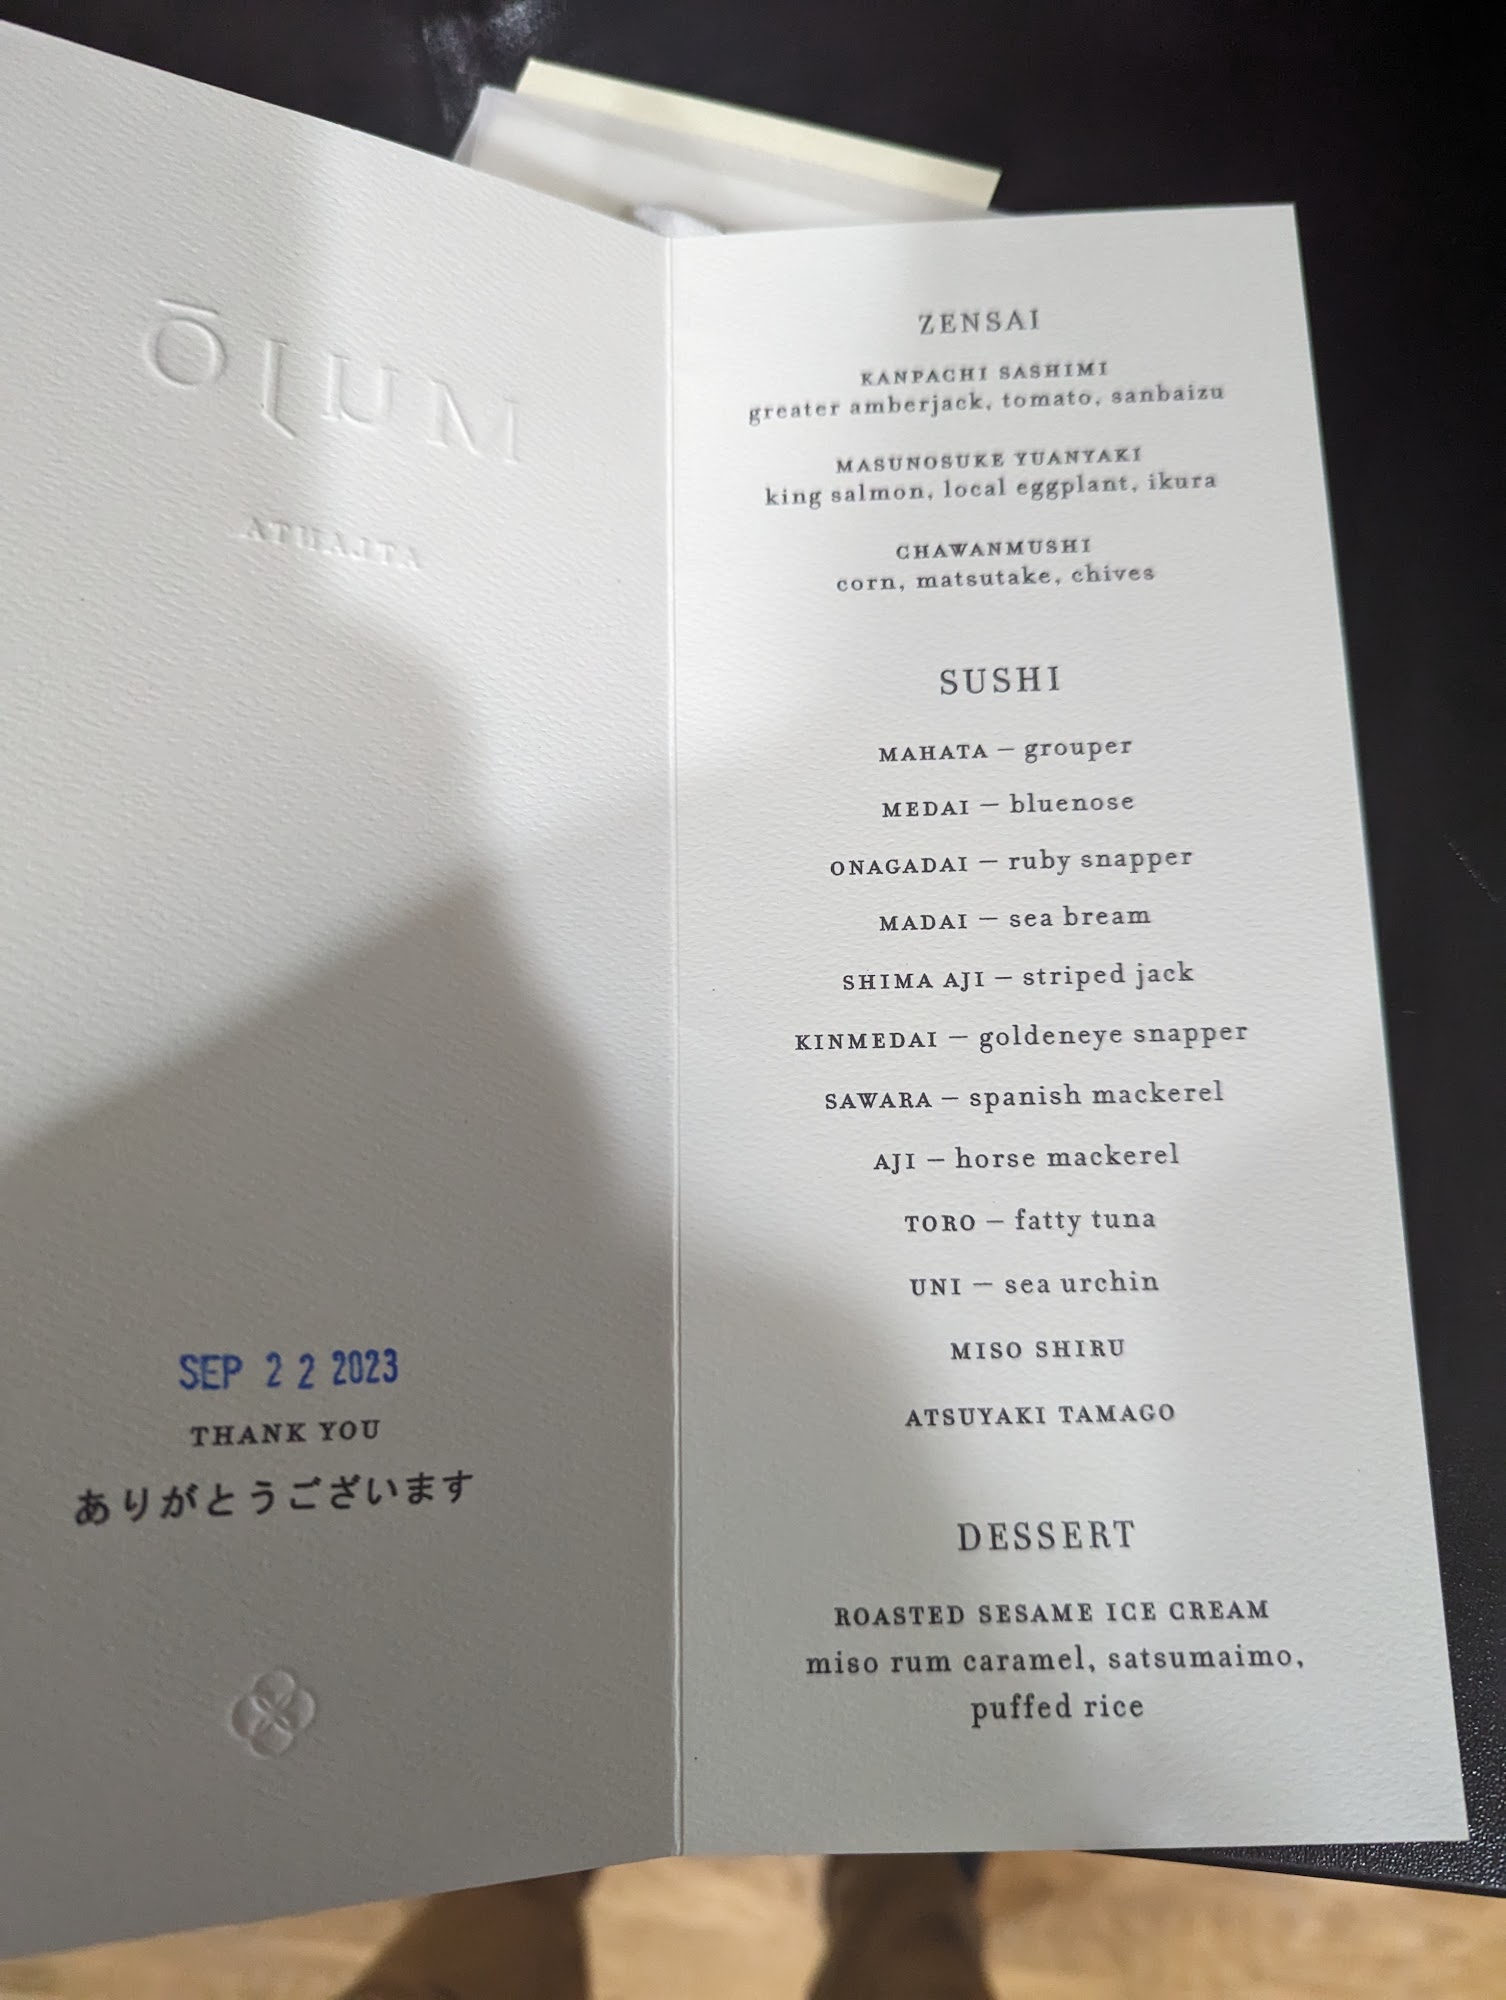 MUJŌ
ATLANTA
SEP 22 2023
THANK YOU
ありがとうございます
ZENSAI
KANPACHI SASHIMI
greater amberjack, tomato, sanbaizu
MASUNOSUKE YUANYAKI
king salmon, local eggplant, ikura
CHAWANMUSHI
corn, matsutake, chives
SUSHI
MAHATA – grouper
MEDAI – bluenose
ONAGADAI – ruby snapper
MADAI – sea bream
SHIMA AJI – striped jack
KINMEDAI – goldeneye snapper
SAWARA – spanish mackerel
AJI – horse mackerel
TORO – fatty tuna
UNI – sea urchin
MISO SHIRU
ATSUYAKI TAMAGO
DESSERT
ROASTED SESAME ICE CREAM
miso rum caramel, satsumaimo,
puffed rice